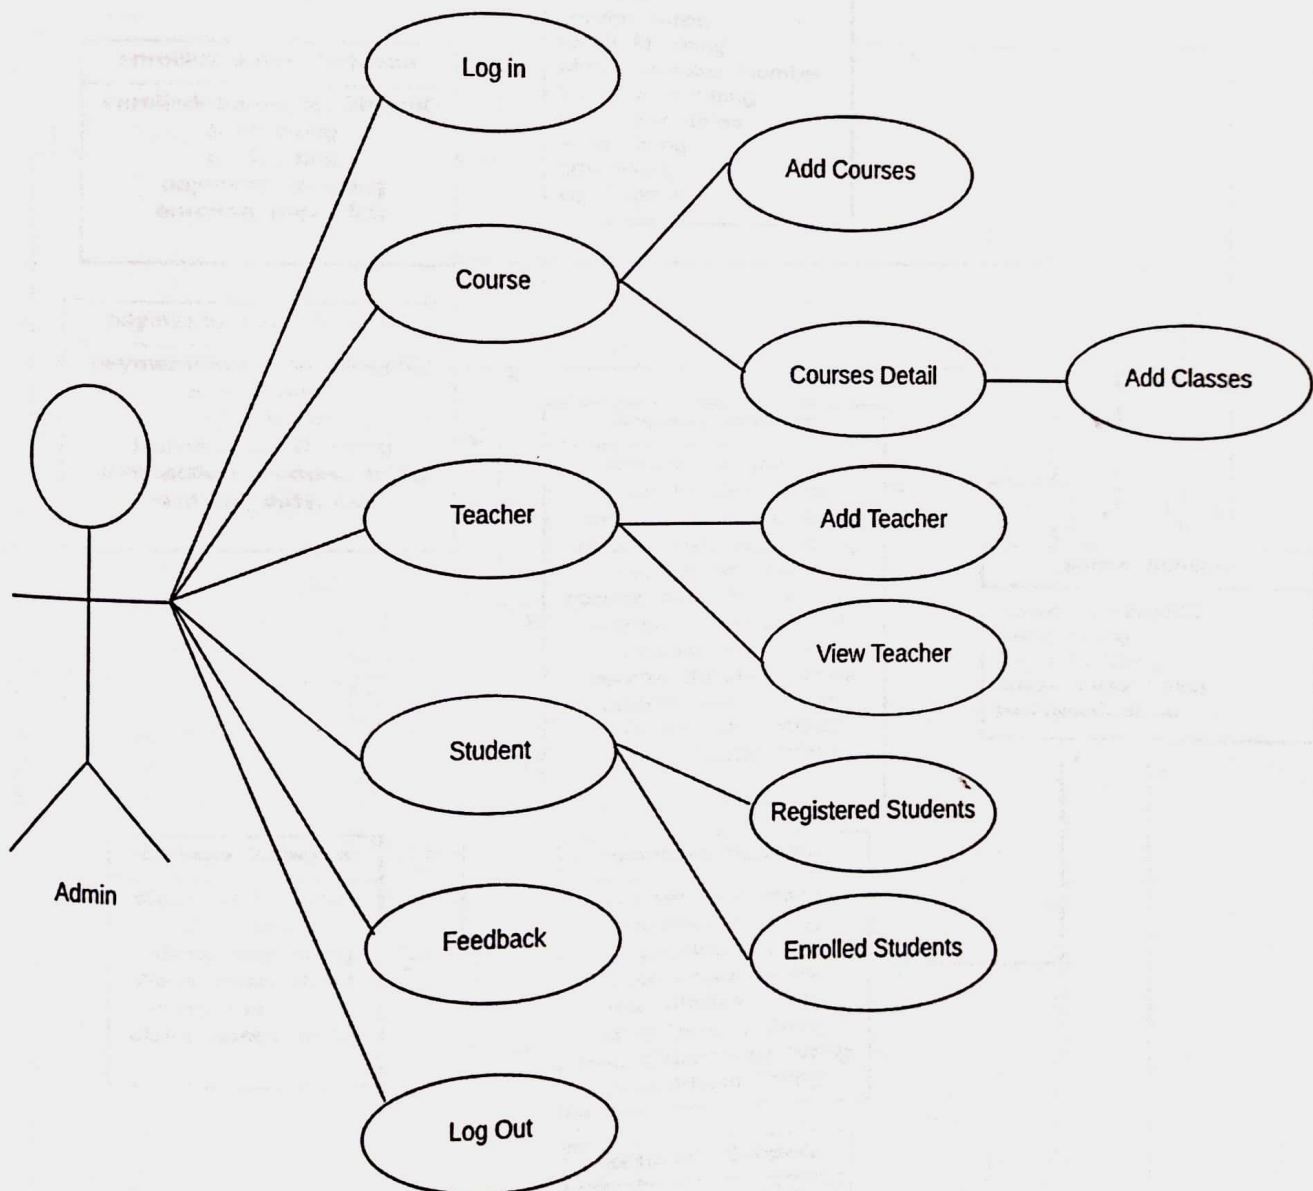 Log in
Add Courses
Course
Courses Detail
Add Classes
Teacher
Add Teacher
View Teacher
Student
Registered Students
Admin
Feedback
Enrolled Students
Log Out